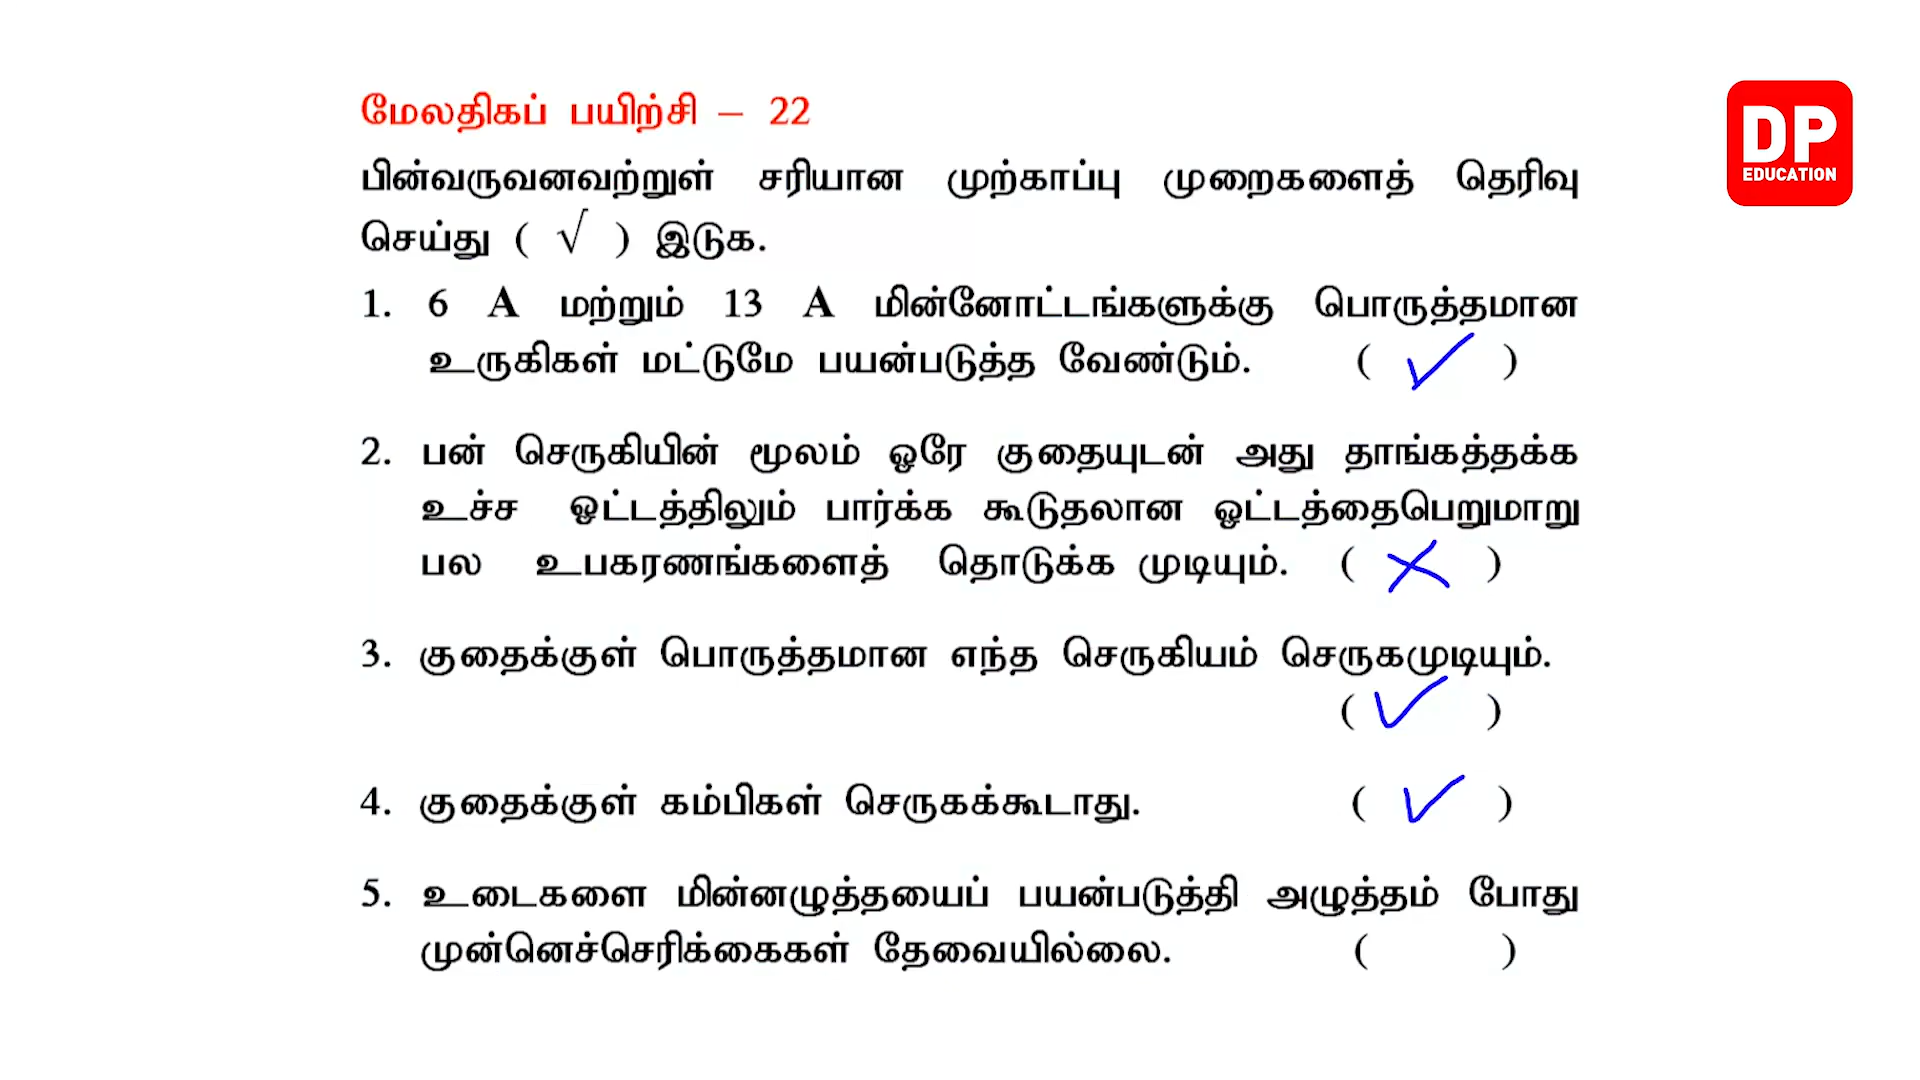 மேலதிகப் பயிற்சி – 22
DP
EDUCATION
பின்வருவனவற்றுள் சரியான முற்காப்பு முறைகளைத் தெரிவு
செய்து ( √ ) இடுக.
1. 6 A மற்றும் 13 A மின்னோட்டங்களுக்கு பொருத்தமான
உருகிகள் மட்டுமே பயன்படுத்த வேண்டும். ( ✓ )
2. பன் செருகியின் மூலம் ஒரே குதையுடன் அது தாங்கத்தக்க
உச்ச ஓட்டத்திலும் பார்க்க கூடுதலான ஓட்டத்தைபெறுமாறு
பல உபகரணங்களைத் தொடுக்க முடியும். ( ✗ )
3. குதைக்குள் பொருத்தமான எந்த செருகியம் செருகமுடியும்.
( ✓ )
4. குதைக்குள் கம்பிகள் செருகக்கூடாது. ( ✓ )
5. உடைகளை மின்னழுத்தயைப் பயன்படுத்தி அழுத்தம் போது
முன்னெச்செரிக்கைகள் தேவையில்லை. ( )